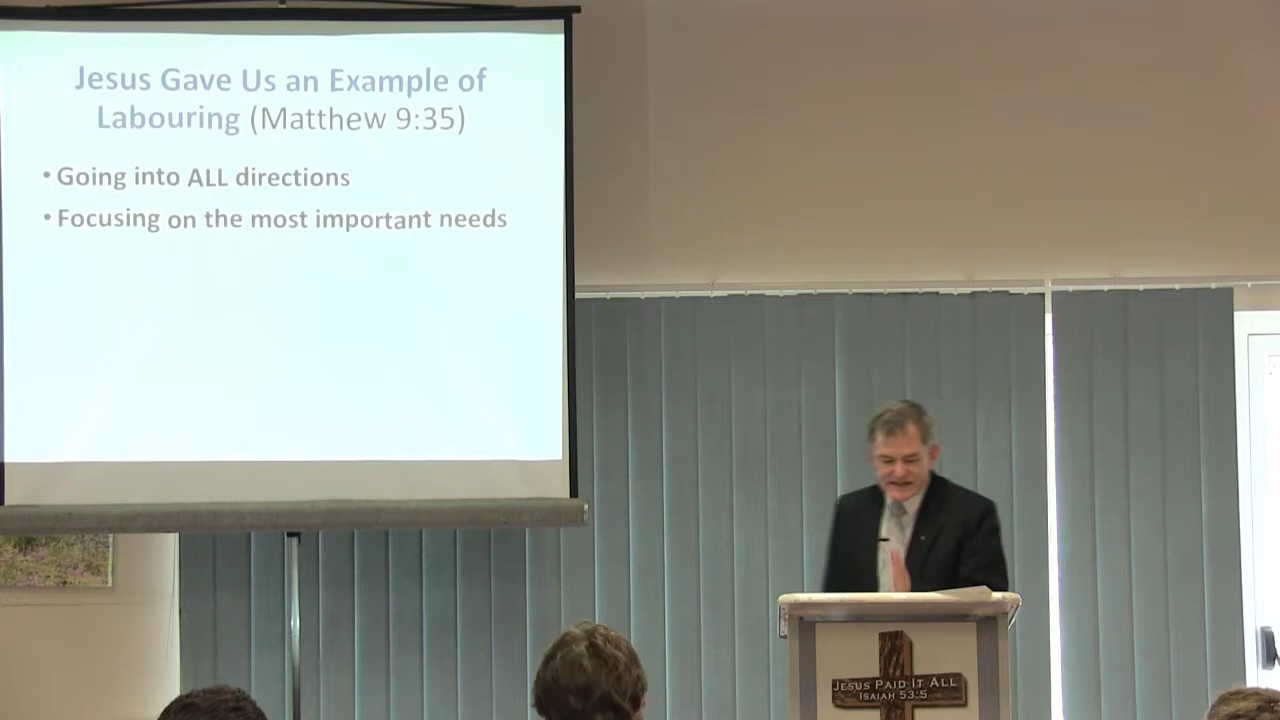 Jesus Gave Us an Example of
Labouring (Matthew 9:35)
• Going into ALL directions
• Focusing on the most important needs
JESUS PAID IT ALL
ISAIAH 53:5